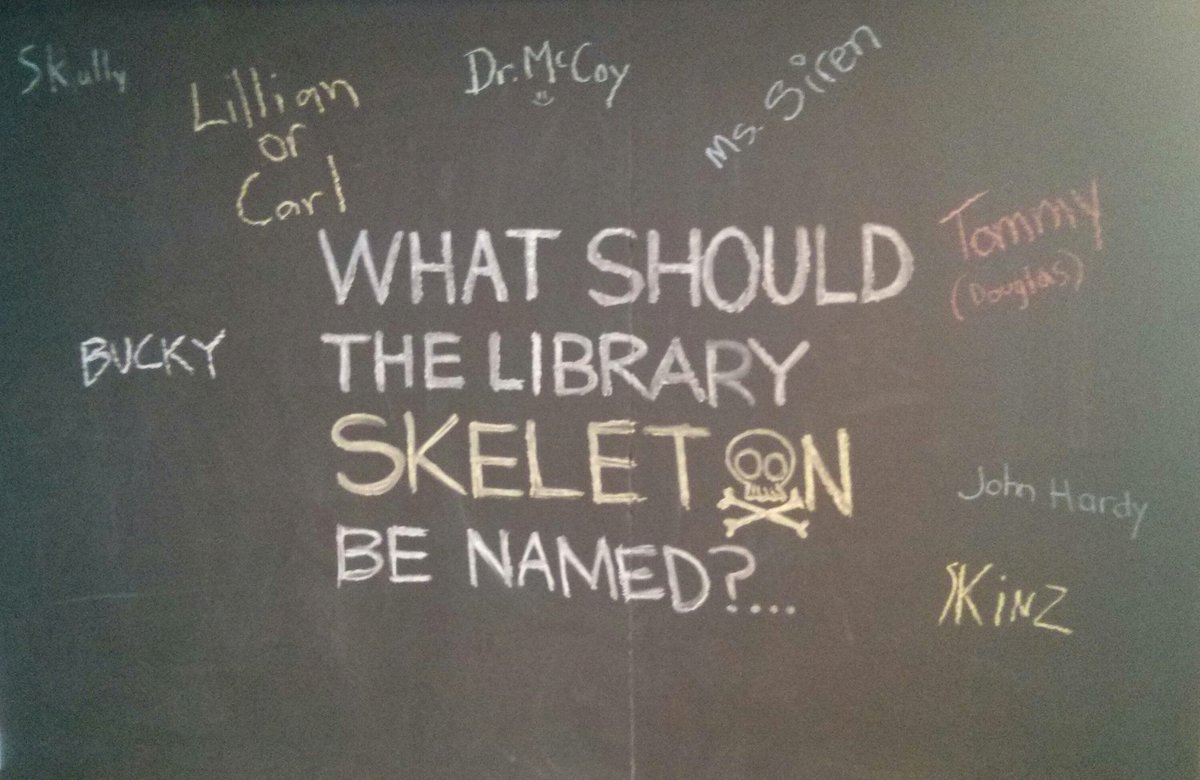 Skully
Lillian
or
Carl
Dr. McCoy
Ms. Siren
Tommy
(Douglas)
BUCKY
WHAT SHOULD
THE LIBRARY
SKELETON
BE NAMED?....
John Hardy
SKiNZ